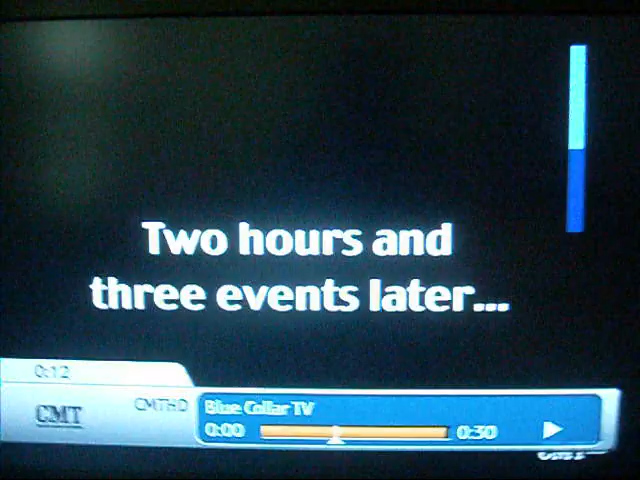 Two hours and
three events later...
0:12
CMT
CMTHD
Blue Collar TV
0:00
0:30